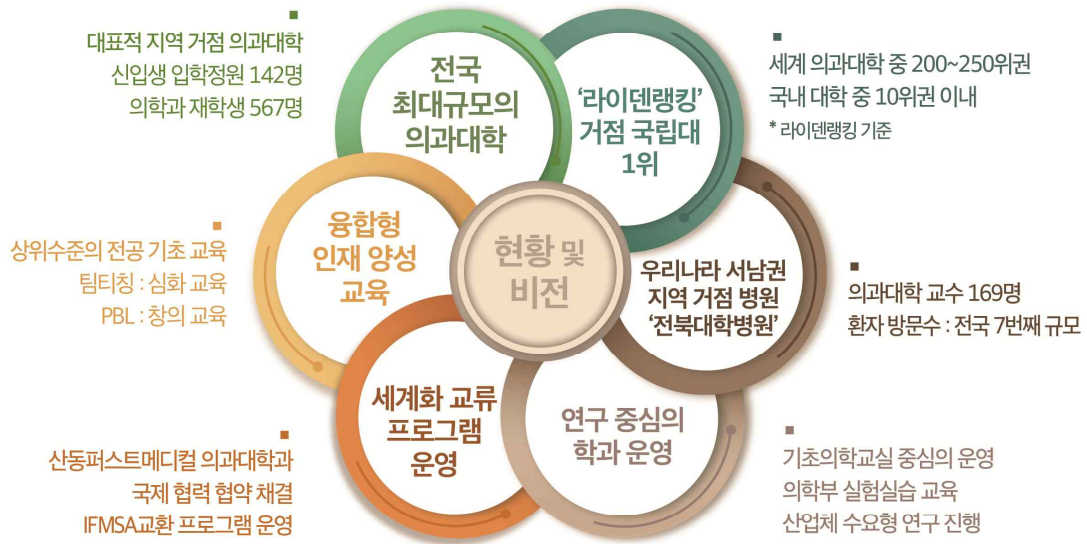 현황 및
비전
전국
최대규모의
의과대학
▪
대표적 지역 거점 의과대학
신입생 입학정원 142명
의학과 재학생 567명
‘라이덴랭킹’
거점 국립대
1위
▪
세계 의과대학 중 200~250위권
국내 대학 중 10위권 이내
* 라이덴랭킹 기준
융합형
인재 양성
교육
▪
상위수준의 전공 기초 교육
팀티칭 : 심화 교육
PBL : 창의 교육
우리나라 서남권
지역 거점 병원
‘전북대학병원’
▪
의과대학 교수 169명
환자 방문수 : 전국 7번째 규모
세계화 교류
프로그램
운영
▪
산동퍼스트메디컬 의과대학과
국제 협력 협약 채결
IFMSA교환 프로그램 운영
연구 중심의
학과 운영
▪
기초의학교실 중심의 운영
의학부 실험실습 교육
산업체 수요형 연구 진행